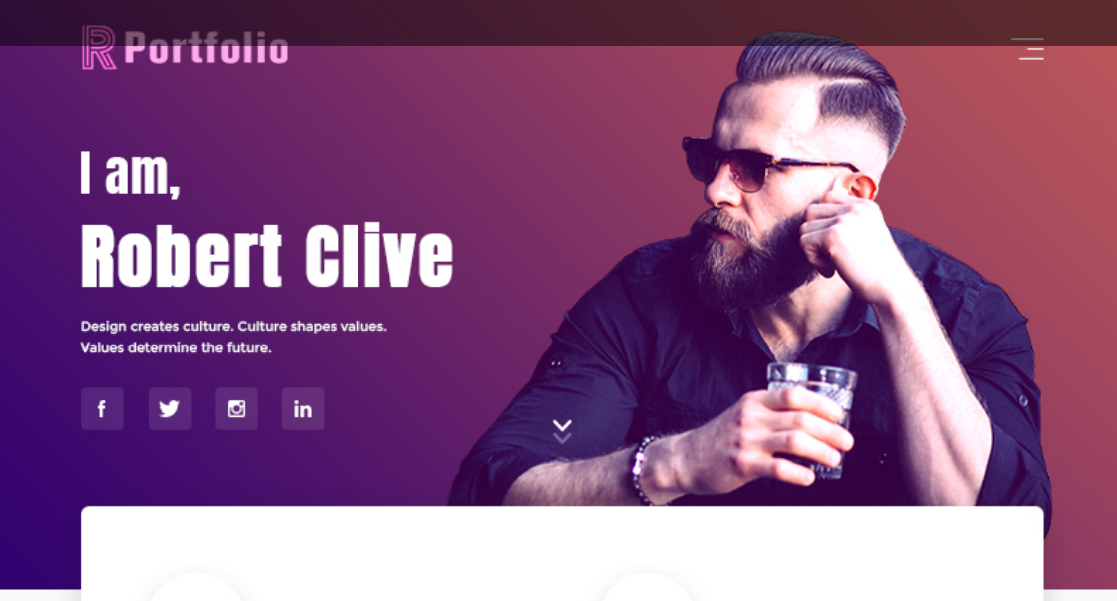 R Portfolio
I am,
Robert Clive
Design creates culture. Culture shapes values.
Values determine the future.
f
in